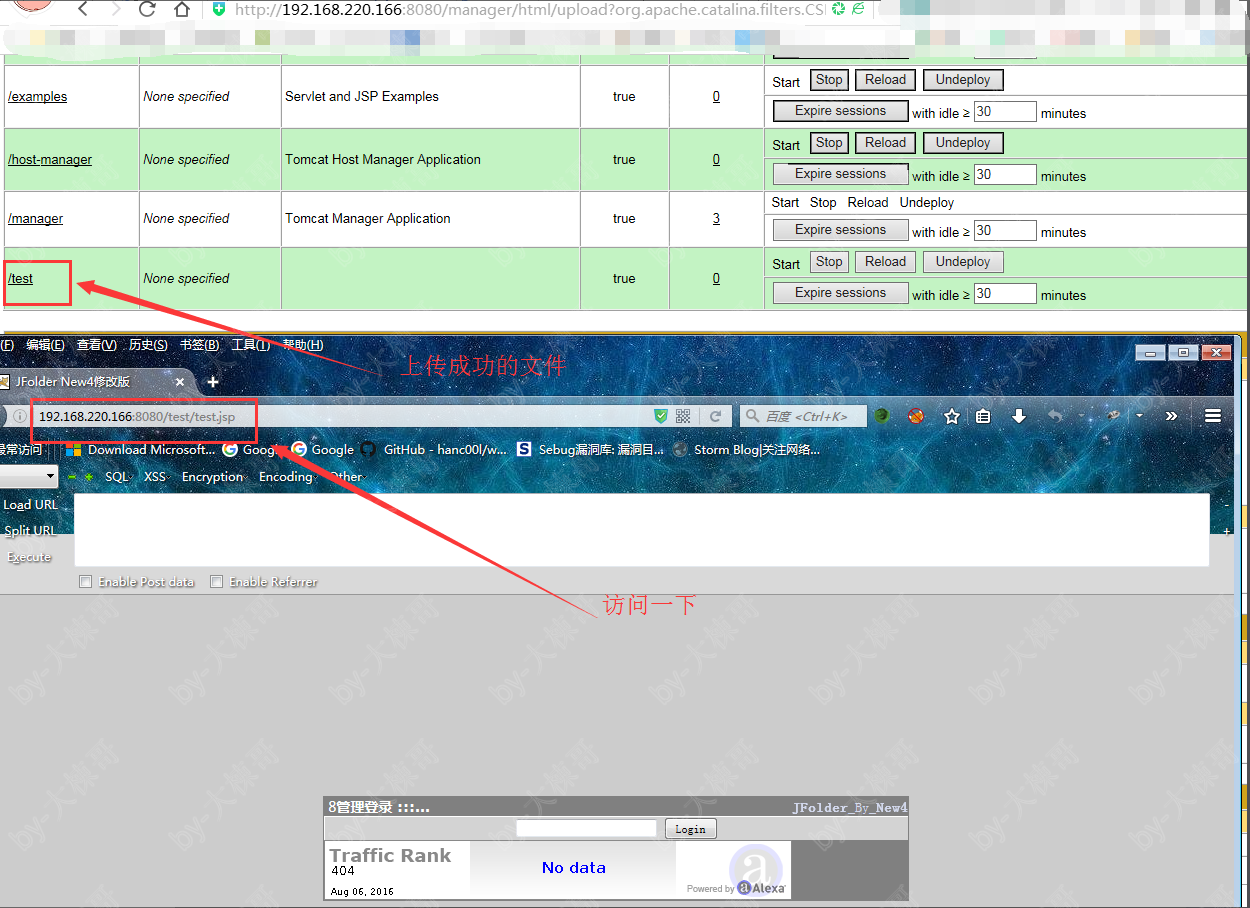 http://192.168.220.166:8080/manager/html/upload?org.apache.catalina.filters.CS
/examples None specified Servlet and JSP Examples true 0 Start Stop Reload Undeploy
Expire sessions with idle ≥ 30 minutes
/host-manager None specified Tomcat Host Manager Application true 0 Start Stop Reload Undeploy
Expire sessions with idle ≥ 30 minutes
/manager None specified Tomcat Manager Application true 3 Start Stop Reload Undeploy
Expire sessions with idle ≥ 30 minutes
/test None specified true 0 Start Stop Reload Undeploy
Expire sessions with idle ≥ 30 minutes
(F) 编辑(E) 查看(V) 历史(S) 书签(B) 工具(T) 帮助(H)
上传成功的文件
JFolder New4修改版
192.168.220.166:8080/test/test.jsp 百度 <Ctrl+K>
最常访问 Download Microsoft... Google Google GitHub - hanc00l/w... Sebug漏洞库: 漏洞目... Storm Blog|关注网络...
SQL XSS Encryption Encoding Other
Load URL
Split URL
Execute
Enable Post data Enable Referrer
访问一下
8管理登录 :::... JFolder_By_New4
Login
Traffic Rank
404
No data
Aug 06, 2016
Powered by Alexa
by-大棟哥